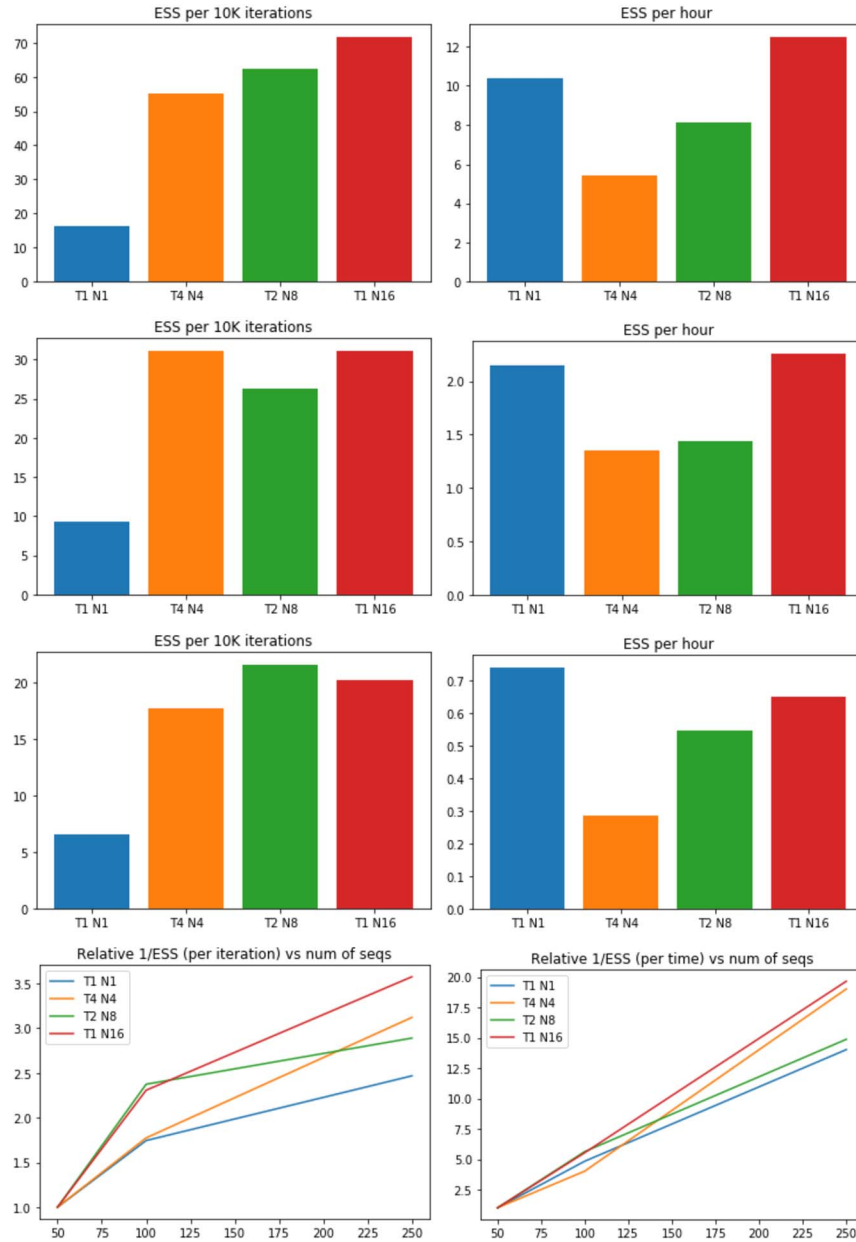 ESS per 10K iterations
70
60
50
40
30
20
10
0
T1 N1 T4 N4 T2 N8 T1 N16
ESS per hour
12
10
8
6
4
2
0
T1 N1 T4 N4 T2 N8 T1 N16
ESS per 10K iterations
30
25
20
15
10
5
0
T1 N1 T4 N4 T2 N8 T1 N16
ESS per hour
2.0
1.5
1.0
0.5
0.0
T1 N1 T4 N4 T2 N8 T1 N16
ESS per 10K iterations
20
15
10
5
0
T1 N1 T4 N4 T2 N8 T1 N16
ESS per hour
0.7
0.6
0.5
0.4
0.3
0.2
0.1
0.0
T1 N1 T4 N4 T2 N8 T1 N16
Relative 1/ESS (per iteration) vs num of seqs
T1 N1
T4 N4
T2 N8
T1 N16
3.5
3.0
2.5
2.0
1.5
1.0
50 75 100 125 150 175 200 225 250
Relative 1/ESS (per time) vs num of seqs
T1 N1
T4 N4
T2 N8
T1 N16
20.0
17.5
15.0
12.5
10.0
7.5
5.0
2.5
50 75 100 125 150 175 200 225 250